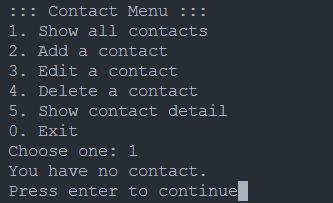 ::: Contact Menu :::
1. Show all contacts
2. Add a contact
3. Edit a contact
4. Delete a contact
5. Show contact detail
0. Exit
Choose one: 1
You have no contact.
Press enter to continue